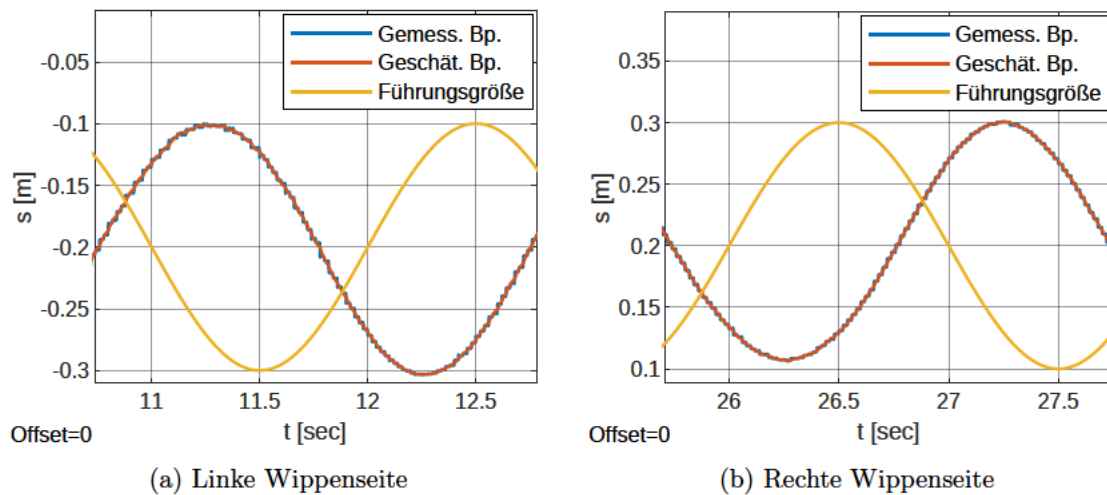 Gemess. Bp.
Geschät. Bp.
Führungsgröße
-0.05
-0.1
-0.15
-0.2
-0.25
-0.3
s [m]
11
11.5
12
12.5
t [sec]
Offset=0
(a) Linke Wippenseite
Gemess. Bp.
Geschät. Bp.
Führungsgröße
0.35
0.3
0.25
0.2
0.15
0.1
s [m]
26
26.5
27
27.5
t [sec]
Offset=0
(b) Rechte Wippenseite